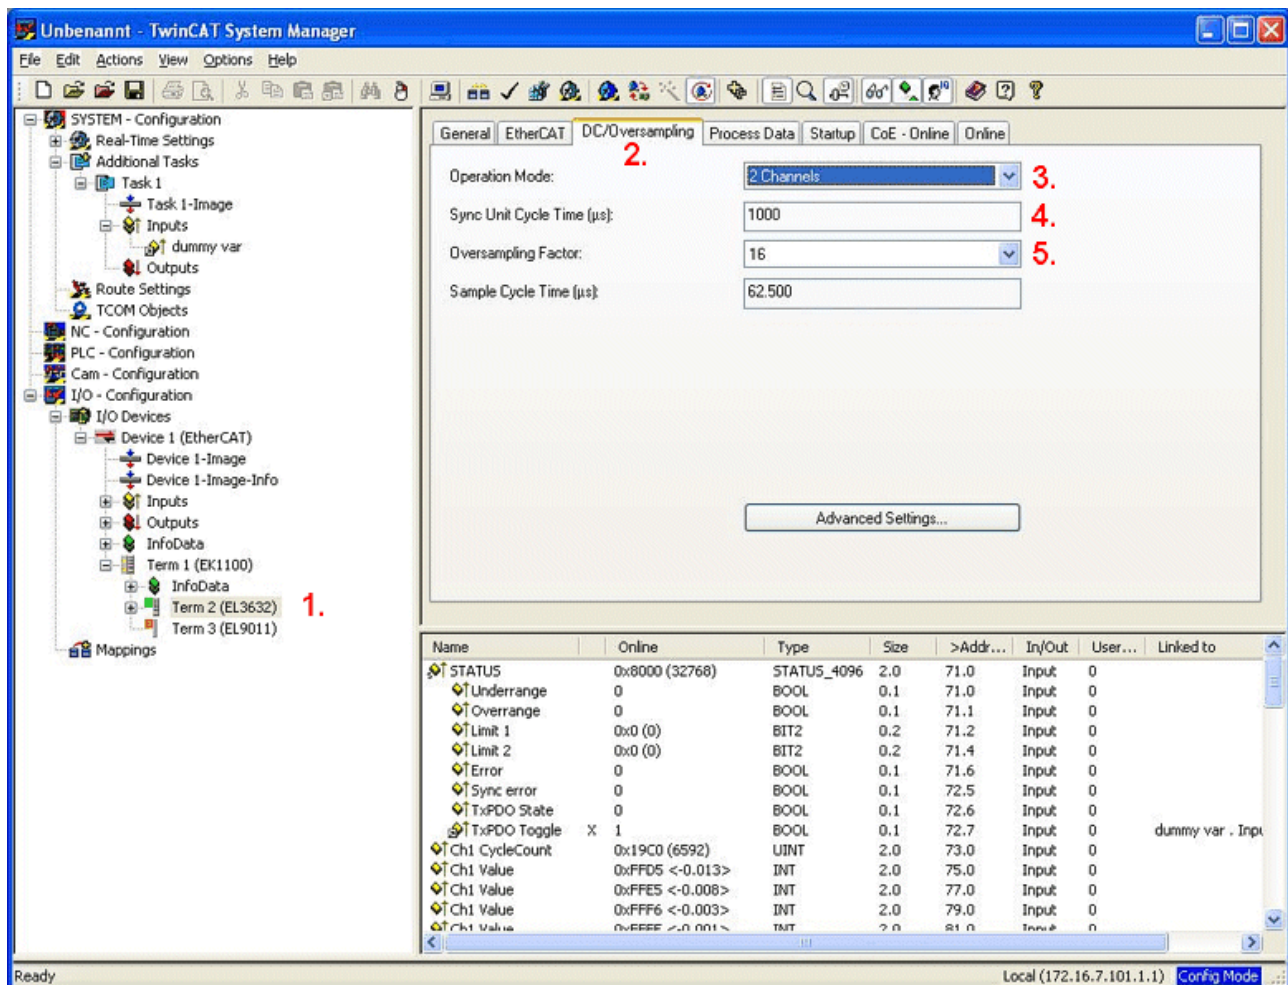 Unbenannt - TwinCAT System Manager
File Edit Actions View Options Help
SYSTEM - Configuration
Real-Time Settings
Additional Tasks
Task 1
Task 1-Image
Inputs
dummy var
Outputs
Route Settings
TCOM Objects
NC - Configuration
PLC - Configuration
Cam - Configuration
I/O - Configuration
I/O Devices
Device 1 (EtherCAT)
Device 1-Image
Device 1-Image-Info
Inputs
Outputs
InfoData
Term 1 (EK1100)
InfoData
Term 2 (EL3632) 1.
Term 3 (EL9011)
Mappings
General EtherCAT DC/Oversampling Process Data Startup CoE - Online Online
2.
Operation Mode: 2 Channels 3.
Sync Unit Cycle Time (µs): 1000 4.
Oversampling Factor: 16 5.
Sample Cycle Time (µs): 62.500
Advanced Settings...
Name Online Type Size >Addr... In/Out User... Linked to
STATUS 0x8000 (32768) STATUS_4096 2.0 71.0 Input 0
Underrange 0 BOOL 0.1 71.0 Input 0
Overrange 0 BOOL 0.1 71.1 Input 0
Limit 1 0x0 (0) BIT2 0.2 71.2 Input 0
Limit 2 0x0 (0) BIT2 0.2 71.4 Input 0
Error 0 BOOL 0.1 71.6 Input 0
Sync error 0 BOOL 0.1 72.5 Input 0
TxPDO State 0 BOOL 0.1 72.6 Input 0
TxPDO Toggle X 1 BOOL 0.1 72.7 Input 0 dummy var . Inpu
Ch1 CycleCount 0x19C0 (6592) UINT 2.0 73.0 Input 0
Ch1 Value 0xFFD5 <-0.013> INT 2.0 75.0 Input 0
Ch1 Value 0xFFE5 <-0.008> INT 2.0 77.0 Input 0
Ch1 Value 0xFFF6 <-0.003> INT 2.0 79.0 Input 0
Ch1 Value <-0.001> INT 2.0 81.0 Input 0
Ready Local (172.16.7.101.1.1) Config Mode